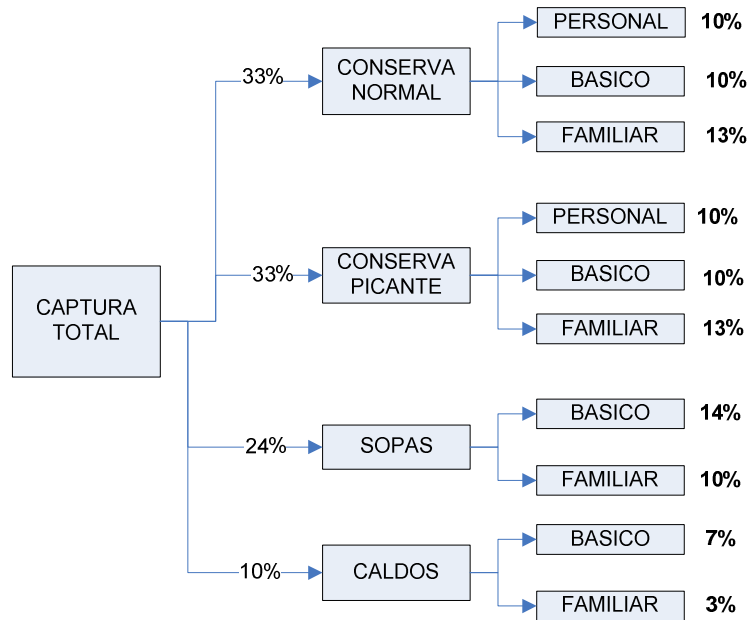 CAPTURA
TOTAL
33%
CONSERVA
NORMAL
PERSONAL 10%
BASICO 10%
FAMILIAR 13%
33%
CONSERVA
PICANTE
PERSONAL 10%
BASICO 10%
FAMILIAR 13%
24%
SOPAS
BASICO 14%
FAMILIAR 10%
10%
CALDOS
BASICO 7%
FAMILIAR 3%